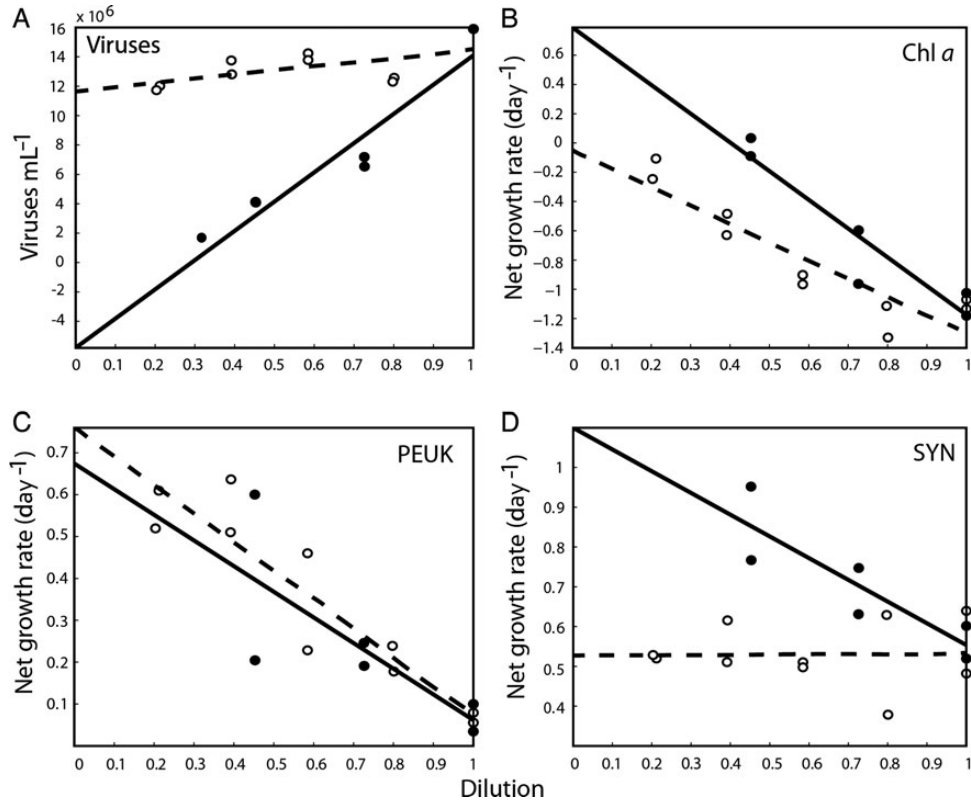 A
x 10⁶
16
14
12
10
8
6
4
2
0
-2
-4
Viruses mL⁻¹
Viruses
0 0.1 0.2 0.3 0.4 0.5 0.6 0.7 0.8 0.9 1
B
0.6
0.4
0.2
0
−0.2
−0.4
−0.6
−0.8
−1
−1.2
−1.4
Net growth rate (day⁻¹)
Chl a
0 0.1 0.2 0.3 0.4 0.5 0.6 0.7 0.8 0.9 1
C
0.7
0.6
0.5
0.4
0.3
0.2
0.1
Net growth rate (day⁻¹)
PEUK
0 0.1 0.2 0.3 0.4 0.5 0.6 0.7 0.8 0.9 1
D
1
0.9
0.8
0.7
0.6
0.5
0.4
Net growth rate (day⁻¹)
SYN
0 0.1 0.2 0.3 0.4 0.5 0.6 0.7 0.8 0.9 1
Dilution